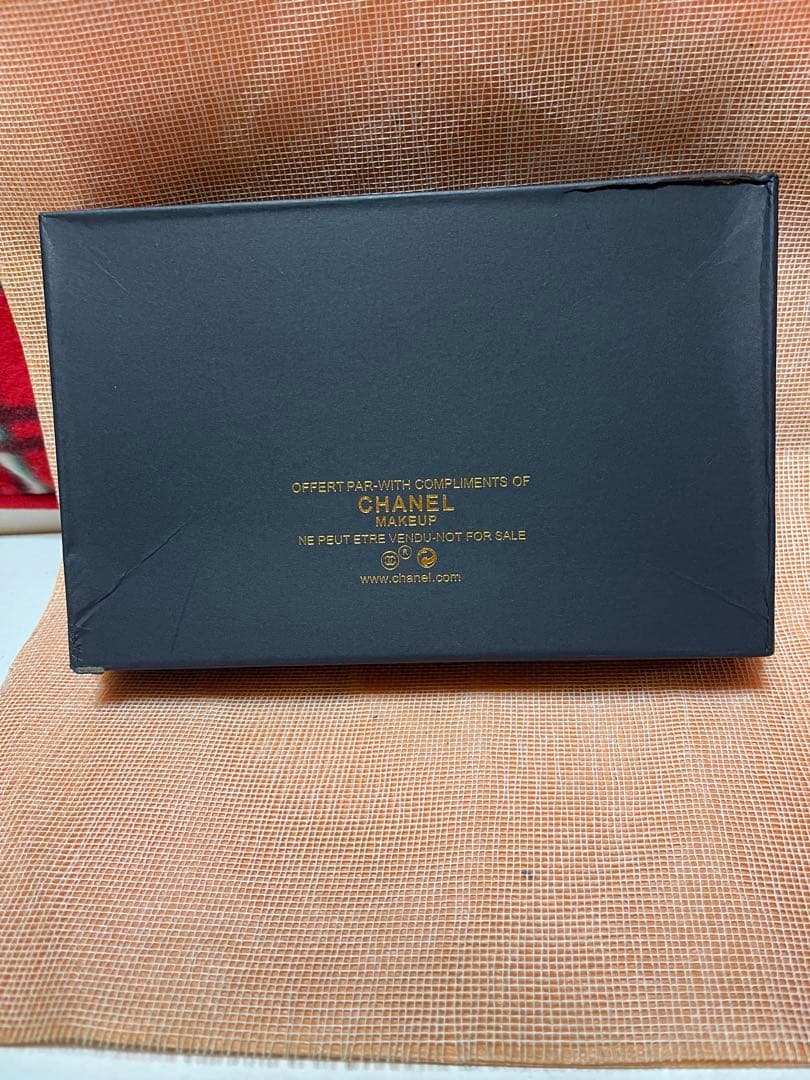 OFFERT PAR-WITH COMPLIMENTS OF
CHANEL
MAKEUP
NE PEUT ETRE VENDU-NOT FOR SALE
®
www.chanel.com